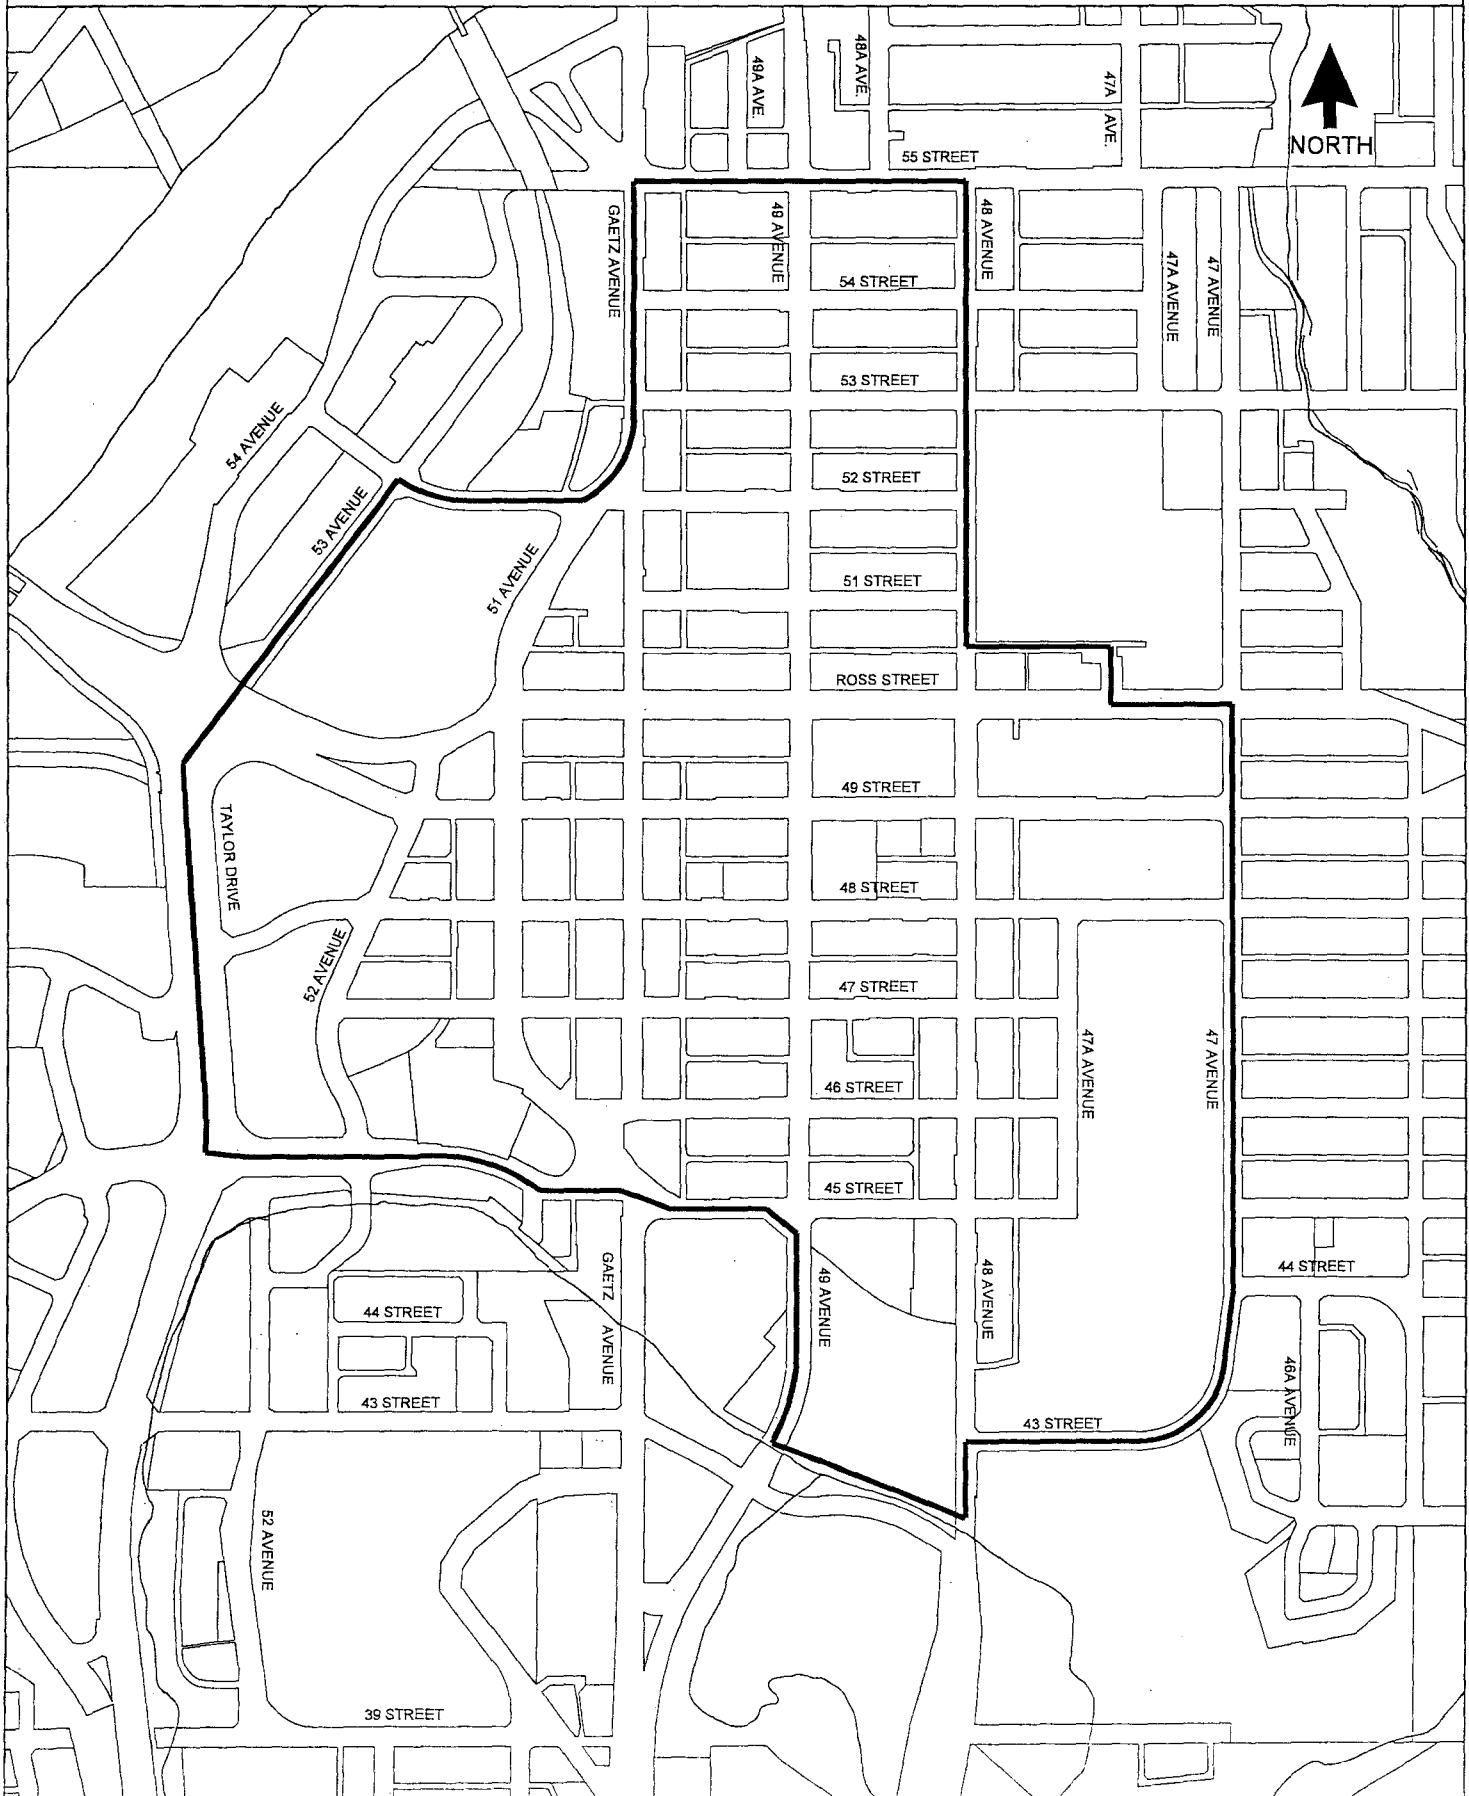 49A AVE.
48A AVE.
47A AVE.
NORTH
55 STREET
GAETZ AVENUE
49 AVENUE
48 AVENUE
47A AVENUE
47 AVENUE
54 STREET
53 STREET
54 AVENUE
52 STREET
53 AVENUE
51 AVENUE
51 STREET
ROSS STREET
49 STREET
TAYLOR DRIVE
48 STREET
52 AVENUE
47 STREET
47A AVENUE
47 AVENUE
46 STREET
45 STREET
GAETZ AVENUE
49 AVENUE
48 AVENUE
44 STREET
44 STREET
46A AVENUE
43 STREET
43 STREET
52 AVENUE
39 STREET